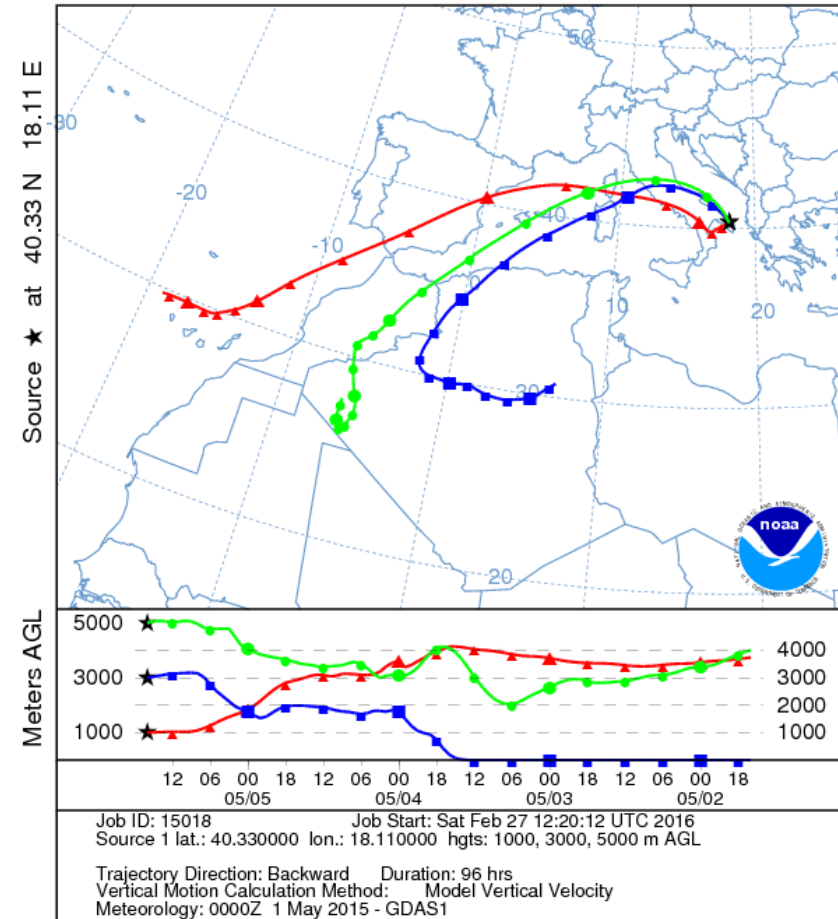 Source ★ at 40.33 N 18.11 E
50
-30
-20
40
-10
0
10
20
30
20
noaa
Meters AGL
5000
3000
1000
4000
3000
2000
1000
12 06 00 18 12 06 00 18 12 06 00 18 12 06 00 18
05/05 05/04 05/03 05/02
Job ID: 15018 Job Start: Sat Feb 27 12:20:12 UTC 2016
Source 1 lat.: 40.330000 lon.: 18.110000 hgts: 1000, 3000, 5000 m AGL
Trajectory Direction: Backward Duration: 96 hrs
Vertical Motion Calculation Method: Model Vertical Velocity
Meteorology: 0000Z 1 May 2015 - GDAS1